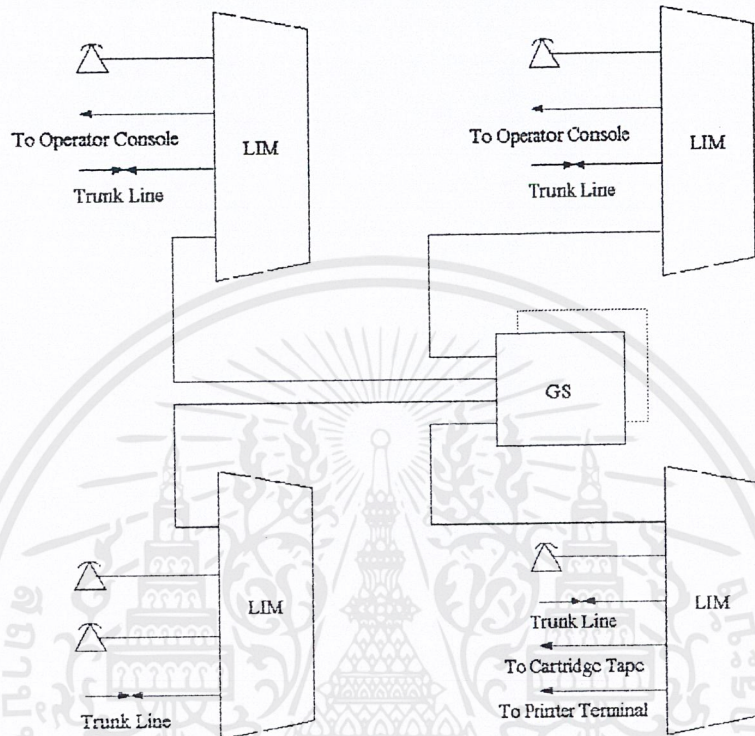 To Operator Console
LIM
Trunk Line
To Operator Console
LIM
Trunk Line
GS
LIM
Trunk Line
Trunk Line
LIM
To Cartridge Tape
To Printer Terminal